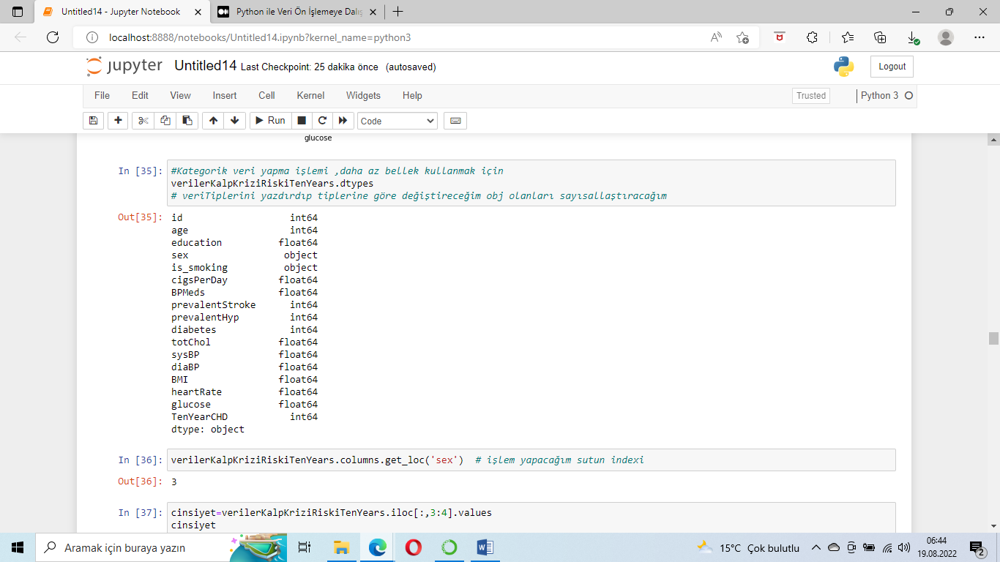 Untitled14 - Jupyter Notebook
Python ile Veri Ön İşlemeye Dalış
localhost:8888/notebooks/Untitled14.ipynb?kernel_name=python3
jupyter Untitled14 Last Checkpoint: 25 dakika önce (autosaved)
Logout
File Edit View Insert Cell Kernel Widgets Help
Trusted
Python 3
Run
Code
glucose
In [35]: #Kategorik veri yapma işlemi ,daha az bellek kullanmak için
verilerKalpKriziRiskiTenYears.dtypes
# veriTiplerini yazdırdıp tiplerine göre değiştireceğim obj olanları sayısallaştıracağım
Out[35]: id int64
age int64
education float64
sex object
is_smoking object
cigsPerDay float64
BPMeds float64
prevalentStroke int64
prevalentHyp int64
diabetes int64
totChol float64
sysBP float64
diaBP float64
BMI float64
heartRate float64
glucose float64
TenYearCHD int64
dtype: object
In [36]: verilerKalpKriziRiskiTenYears.columns.get_loc('sex') # işlem yapacağım sutun indexi
Out[36]: 3
In [37]: cinsiyet=verilerKalpKriziRiskiTenYears.iloc[:,3:4].values
cinsiyet
Aramak için buraya yazın
15°C Çok bulutlu
06:44
19.08.2022
2